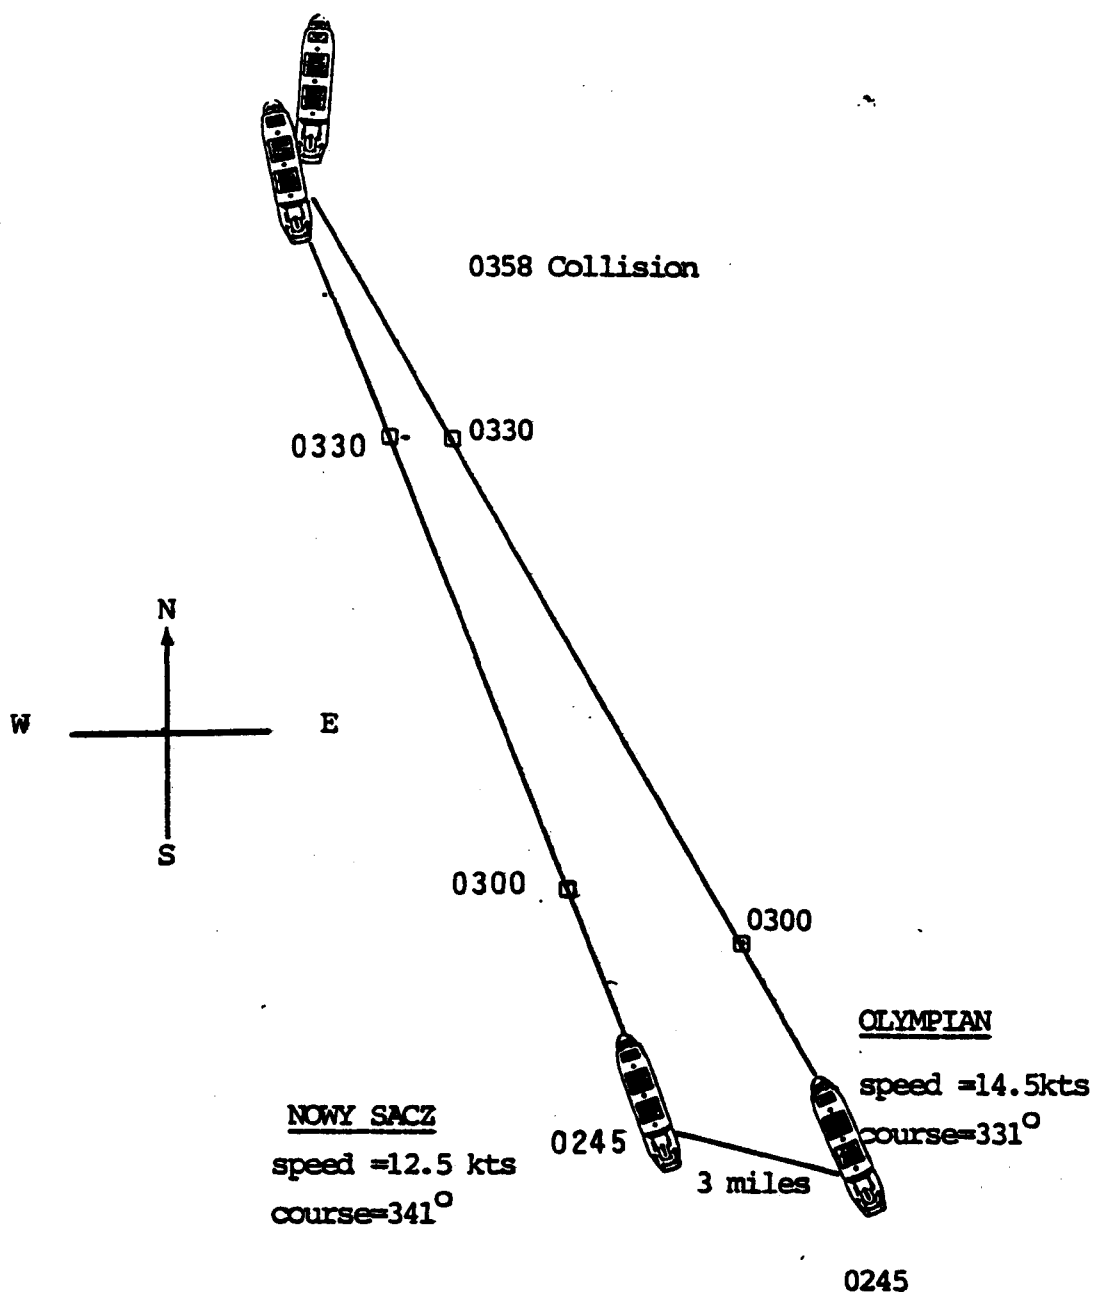 0358 Collision
0330
0330
N
W
E
S
0300
0300
OLYMPIAN
speed =14.5kts
course=331°
NOWY SACZ
speed =12.5 kts
course=341°
0245
3 miles
0245